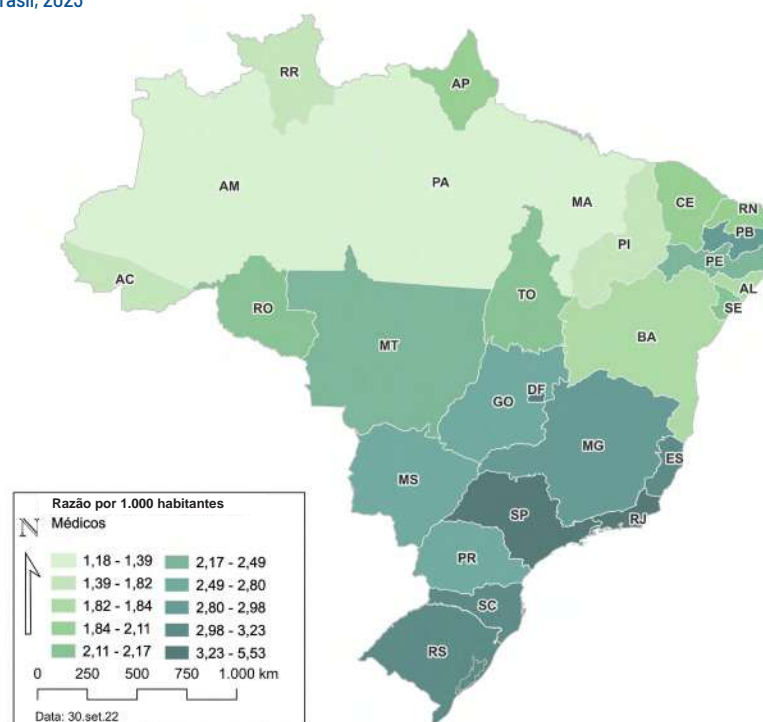 RR
AP
AM
PA
MA
CE
RN
PB
PI
PE
AC
AL
TO
SE
RO
BA
MT
DF
GO
MG
ES
MS
SP
RJ
PR
SC
RS
Razão por 1.000 habitantes
N
Médicos
1,18 - 1,39
1,39 - 1,82
1,82 - 1,84
1,84 - 2,11
2,11 - 2,17
2,17 - 2,49
2,49 - 2,80
2,80 - 2,98
2,98 - 3,23
3,23 - 5,53
0 250 500 750 1.000 km
Data: 30.set.22